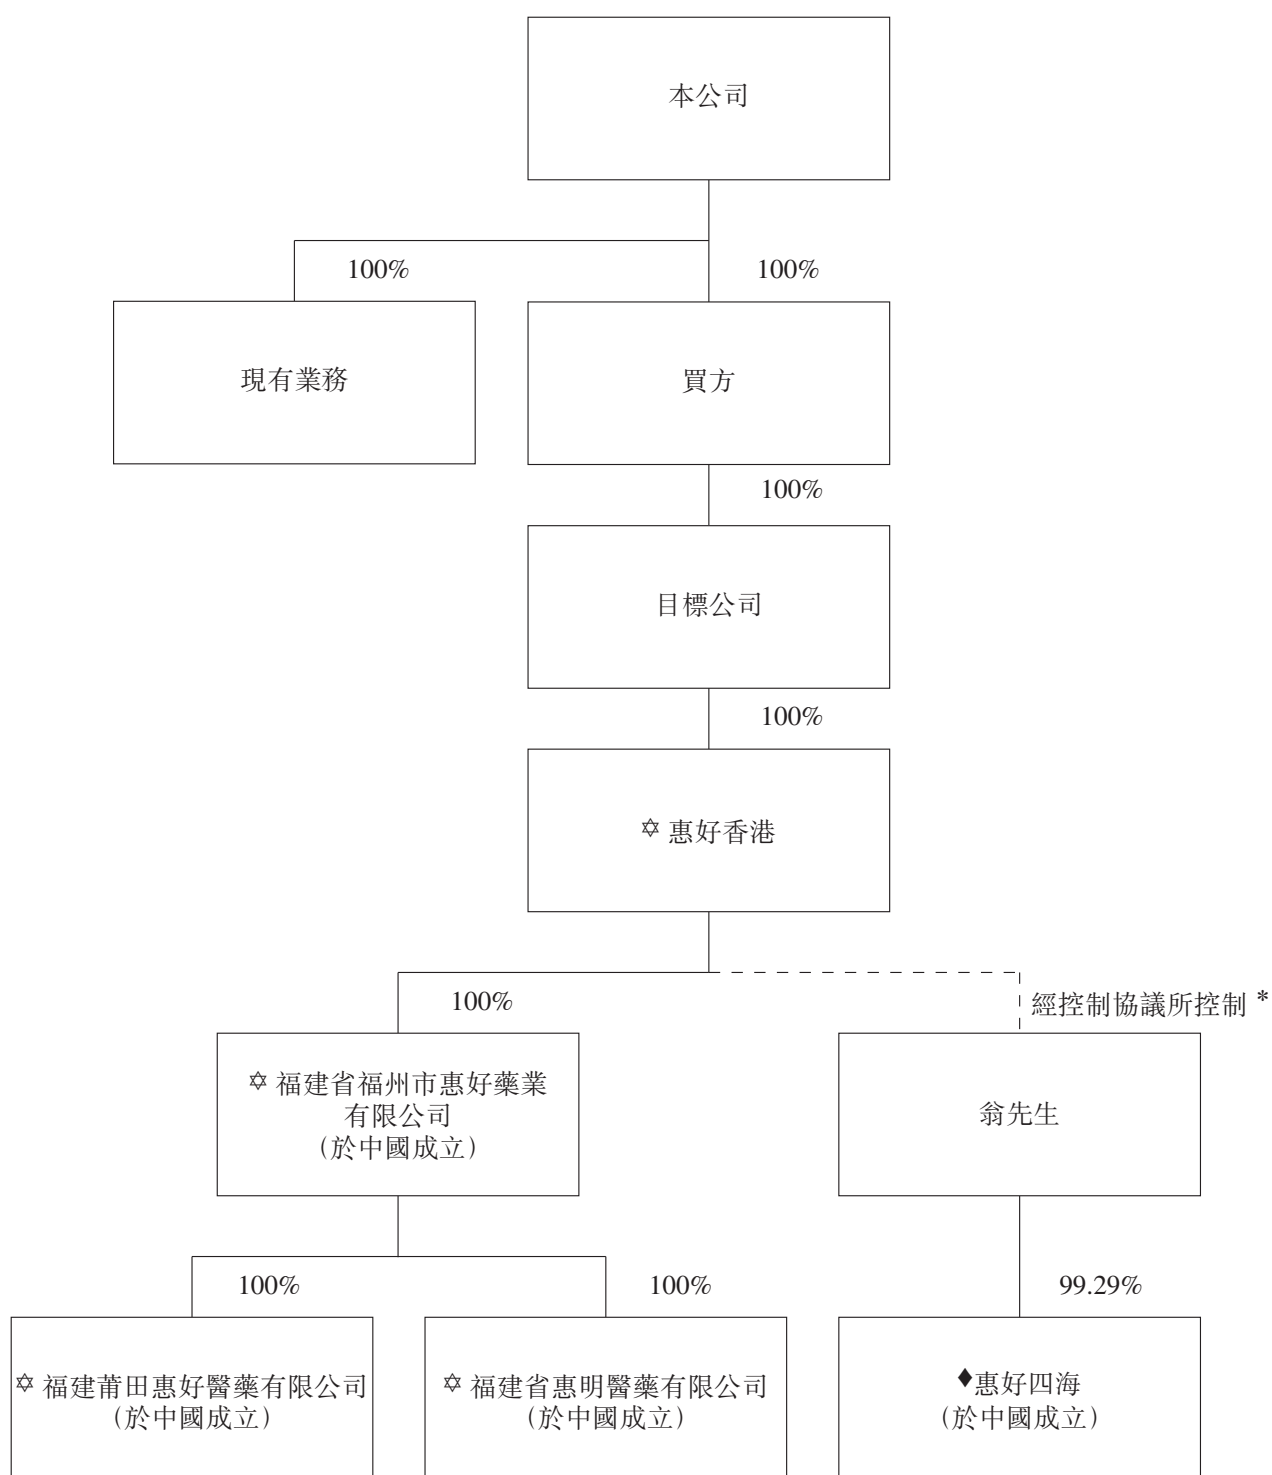 本公司
100%
100%
現有業務
買方
100%
目標公司
100%
✡ 惠好香港
100%
經控制協議所控制 *
✡ 福建省福州市惠好藥業
有限公司
(於中國成立)
翁先生
100%
100%
99.29%
✡ 福建莆田惠好醫藥有限公司
(於中國成立)
✡ 福建省惠明醫藥有限公司
(於中國成立)
♦惠好四海
(於中國成立)